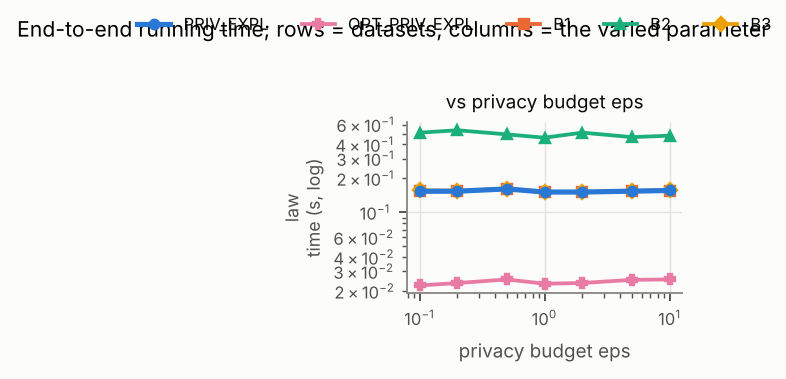 End-to-end running time; rows = datasets, columns = the varied parameter
PRIV-EXPL OPT-PRIV-EXPL B1 B2 B3
vs privacy budget eps
6 × 10⁻¹
4 × 10⁻¹
3 × 10⁻¹
2 × 10⁻¹
10⁻¹
6 × 10⁻²
4 × 10⁻²
3 × 10⁻²
2 × 10⁻²
law
time (s, log)
10⁻¹ 10⁰ 10¹
privacy budget eps